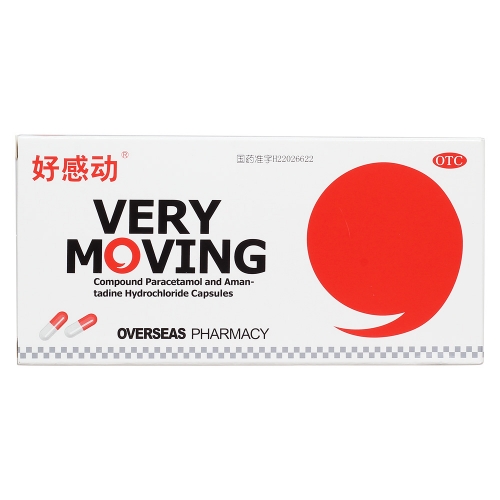 好感动®
国药准字H22026622
OTC
VERY
MOVING
Compound Paracetamol and Aman-
tadine Hydrochloride Capsules
OVERSEAS PHARMACY